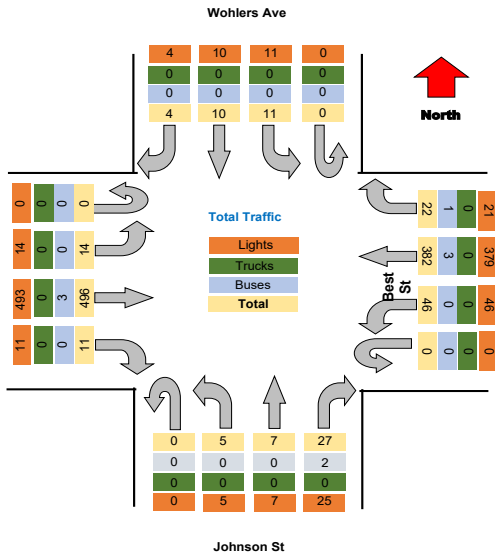 Wohlers Ave
4 10 11 0
0 0 0 0
0 0 0 0
4 10 11 0
North
0 0 0 0
14 0 0 14
493 0 3 496
11 0 0 11
Total Traffic
Lights
Trucks
Buses
Total
22 1 0 21
382 3 0 379
Best St
46 0 0 46
0 0 0 0
0 5 7 27
0 0 0 2
0 0 0 0
0 5 7 25
Johnson St